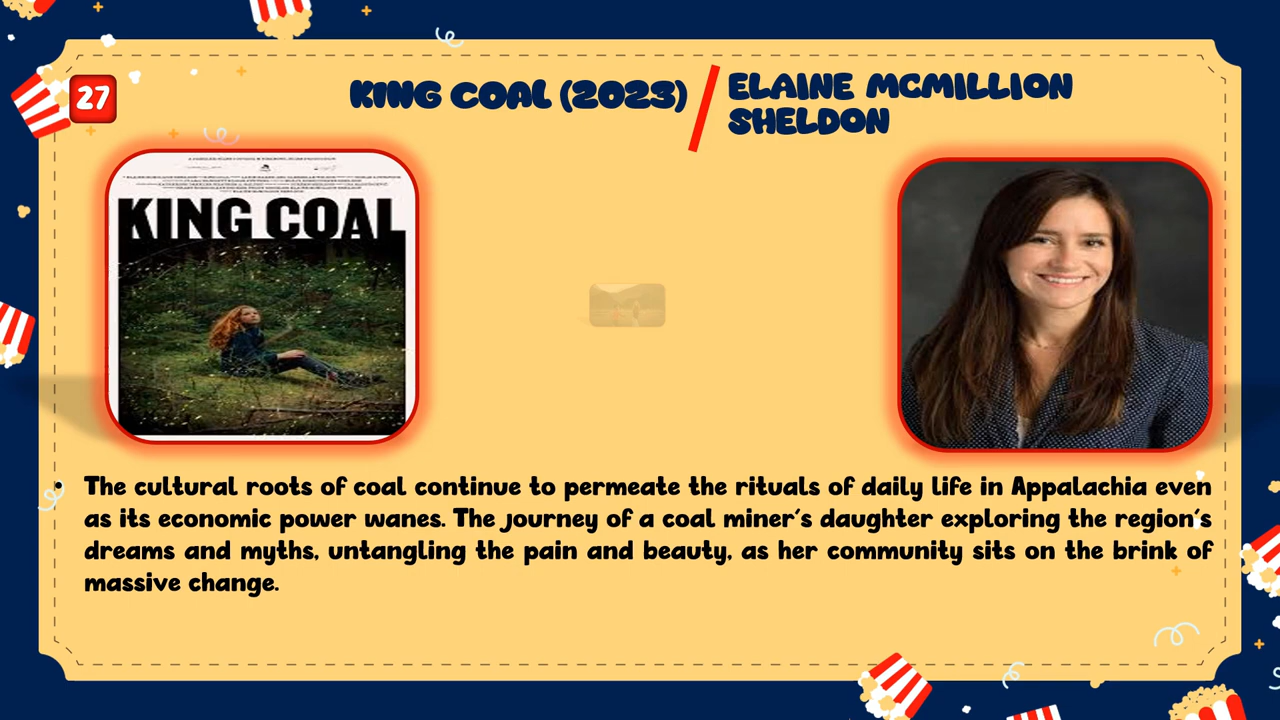 27
KING COAL (2023)
ELAINE MCMILLION
SHELDON
KING COAL
The cultural roots of coal continue to permeate the rituals of daily life in Appalachia even
as its economic power wanes. The journey of a coal miner's daughter exploring the region's
dreams and myths, untangling the pain and beauty, as her community sits on the brink of
massive change.